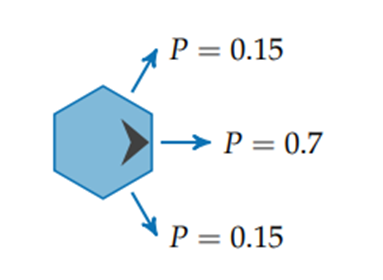 P = 0.15
P = 0.7
P = 0.15